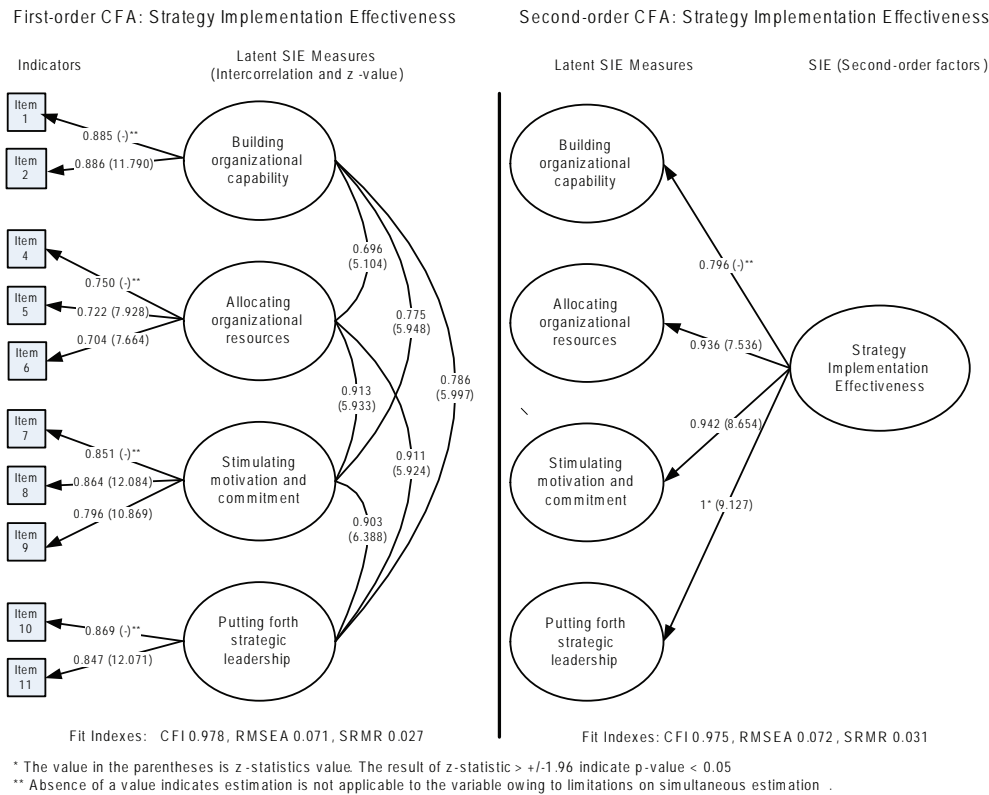 First-order CFA: Strategy Implementation Effectiveness
Indicators
Latent SIE Measures
(Intercorrelation and z -value)
Item
1
0.885 (-)**
Item
2
0.886 (11.790)
Building
organizational
capability
Item
4
0.750 (-)**
Item
5
0.722 (7.928)
Item
6
0.704 (7.664)
Allocating
organizational
resources
Item
7
0.851 (-)**
Item
8
0.864 (12.084)
Item
9
0.796 (10.869)
Stimulating
motivation and
commitment
Item
10
0.869 (-)**
Item
11
0.847 (12.071)
Putting forth
strategic
leadership
0.696
(5.104)
0.775
(5.948)
0.786
(5.997)
0.913
(5.933)
0.911
(5.924)
0.903
(6.388)
Fit Indexes: CFI 0.978, RMSEA 0.071, SRMR 0.027
Second-order CFA: Strategy Implementation Effectiveness
Latent SIE Measures
SIE (Second-order factors)
Building
organizational
capability
0.796 (-)**
Allocating
organizational
resources
0.936 (7.536)
Strategy
Implementation
Effectiveness
0.942 (8.654)
Stimulating
motivation and
commitment
1* (9.127)
Putting forth
strategic
leadership
Fit Indexes: CFI 0.975, RMSEA 0.072, SRMR 0.031
* The value in the parentheses is z -statistics value. The result of z-statistic > +/-1.96 indicate p-value < 0.05
** Absence of a value indicates estimation is not applicable to the variable owing to limitations on simultaneous estimation .